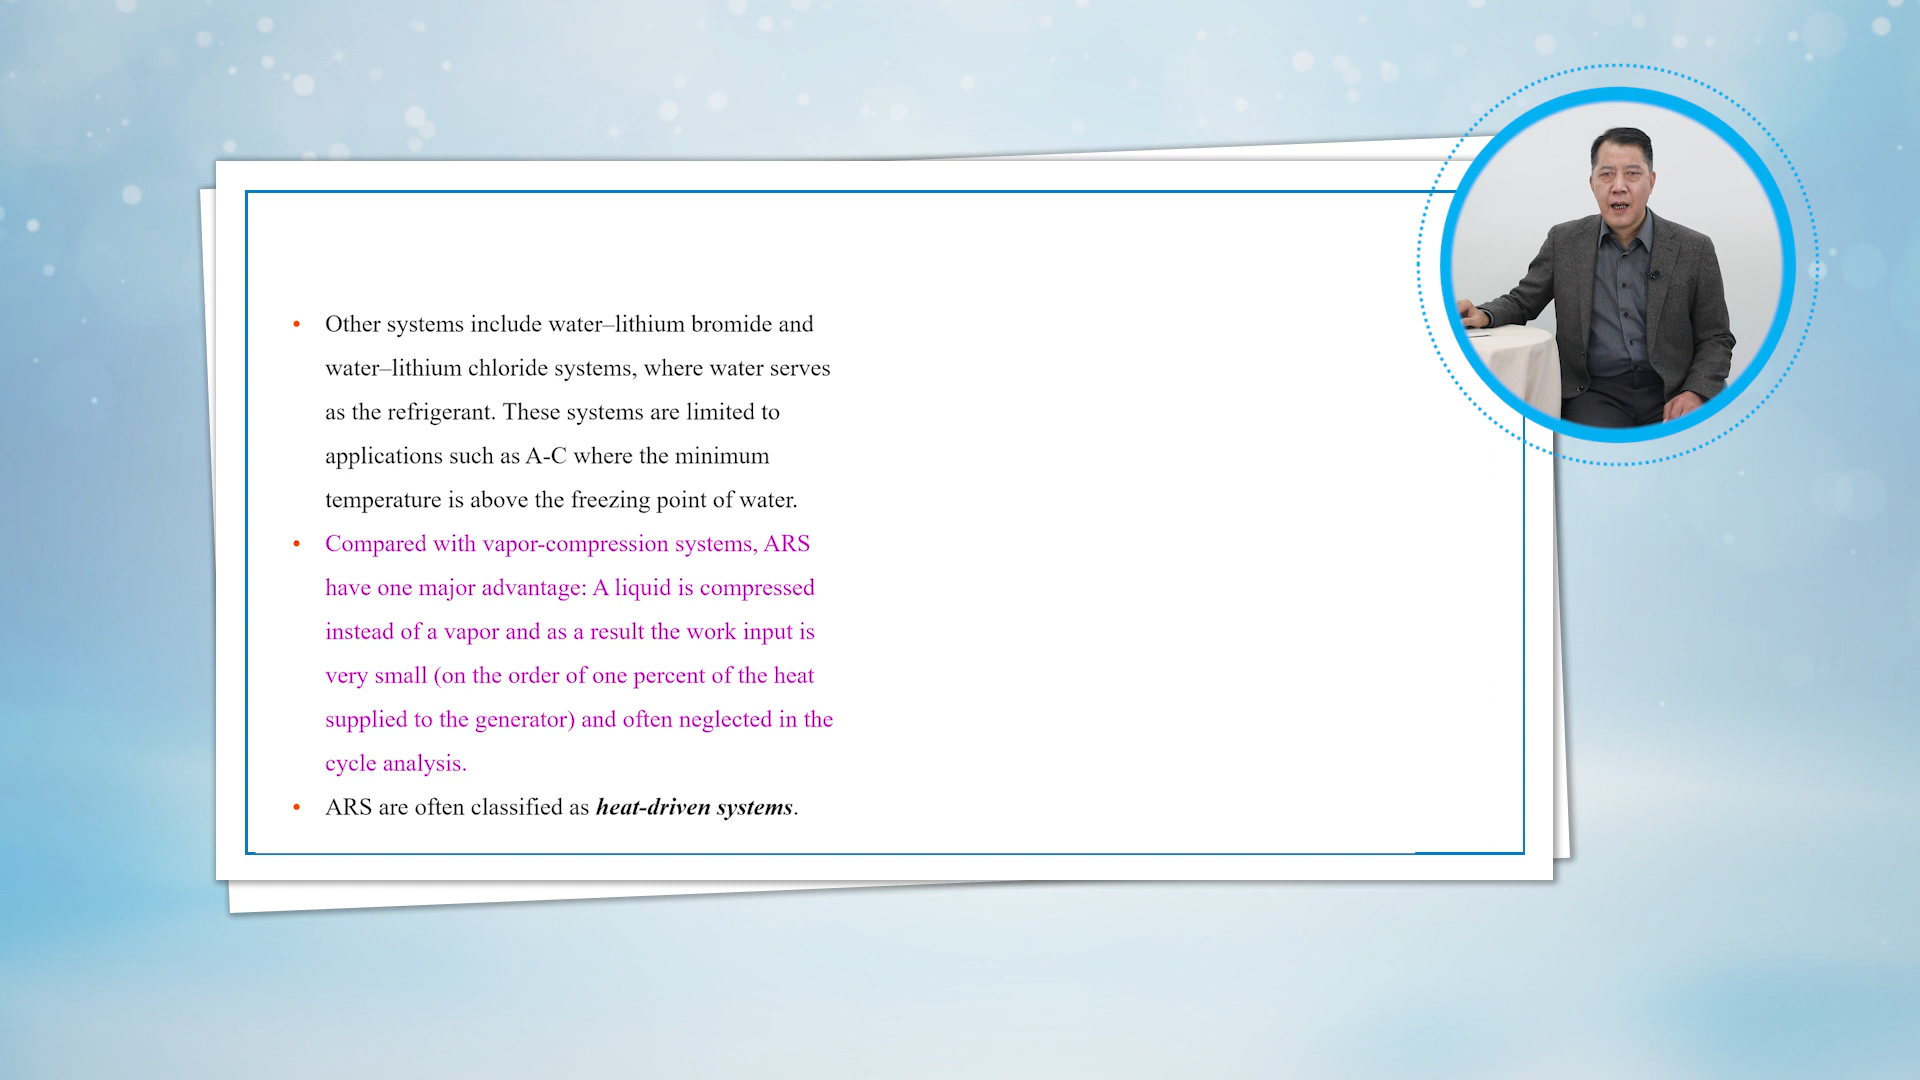 • Other systems include water–lithium bromide and
water–lithium chloride systems, where water serves
as the refrigerant. These systems are limited to
applications such as A-C where the minimum
temperature is above the freezing point of water.
• Compared with vapor-compression systems, ARS
have one major advantage: A liquid is compressed
instead of a vapor and as a result the work input is
very small (on the order of one percent of the heat
supplied to the generator) and often neglected in the
cycle analysis.
• ARS are often classified as heat-driven systems.